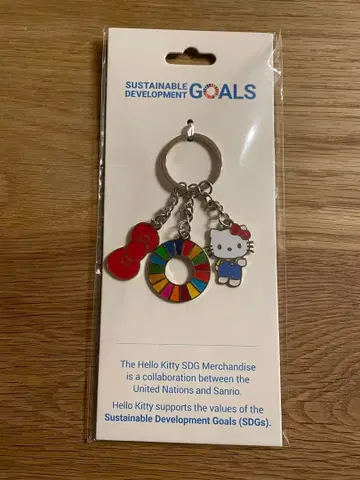 SUSTAINABLE
DEVELOPMENT GOALS
The Hello Kitty SDG Merchandise
is a collaboration between the
United Nations and Sanrio.
Hello Kitty supports the values of the
Sustainable Development Goals (SDGs).